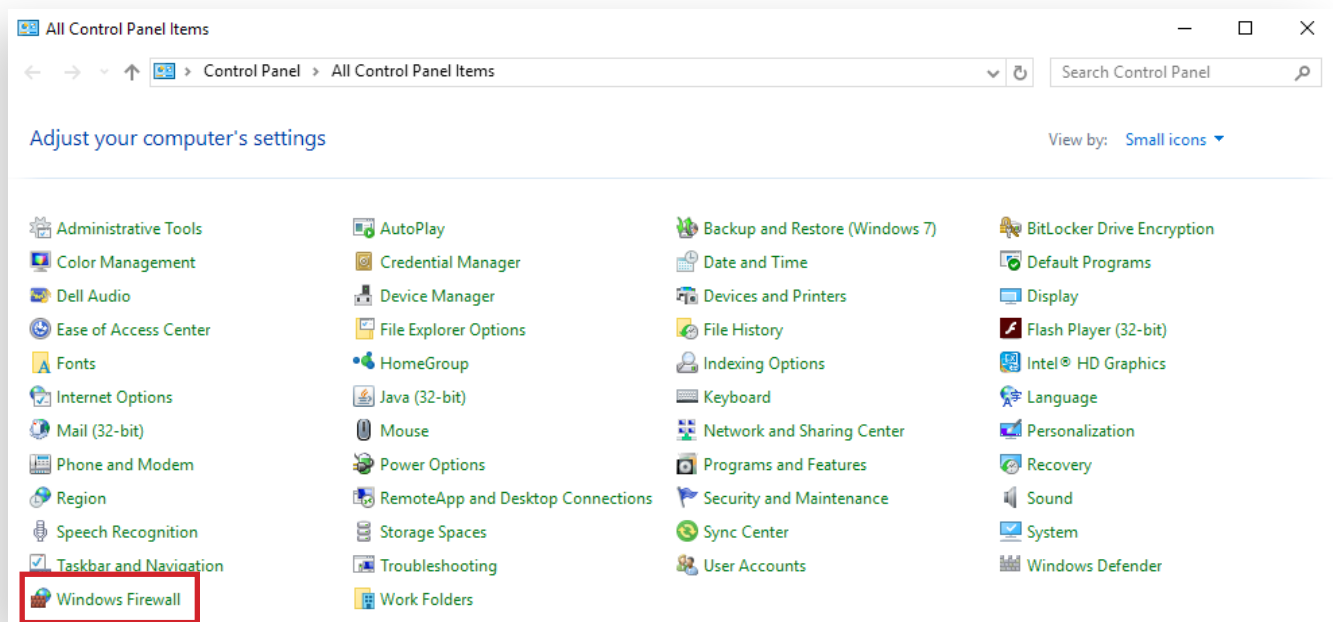 All Control Panel Items
Control Panel > All Control Panel Items Search Control Panel
Adjust your computer's settings View by: Small icons
Administrative Tools AutoPlay Backup and Restore (Windows 7) BitLocker Drive Encryption
Color Management Credential Manager Date and Time Default Programs
Dell Audio Device Manager Devices and Printers Display
Ease of Access Center File Explorer Options File History Flash Player (32-bit)
Fonts HomeGroup Indexing Options Intel® HD Graphics
Internet Options Java (32-bit) Keyboard Language
Mail (32-bit) Mouse Network and Sharing Center Personalization
Phone and Modem Power Options Programs and Features Recovery
Region RemoteApp and Desktop Connections Security and Maintenance Sound
Speech Recognition Storage Spaces Sync Center System
Taskbar and Navigation Troubleshooting User Accounts Windows Defender
Windows Firewall Work Folders